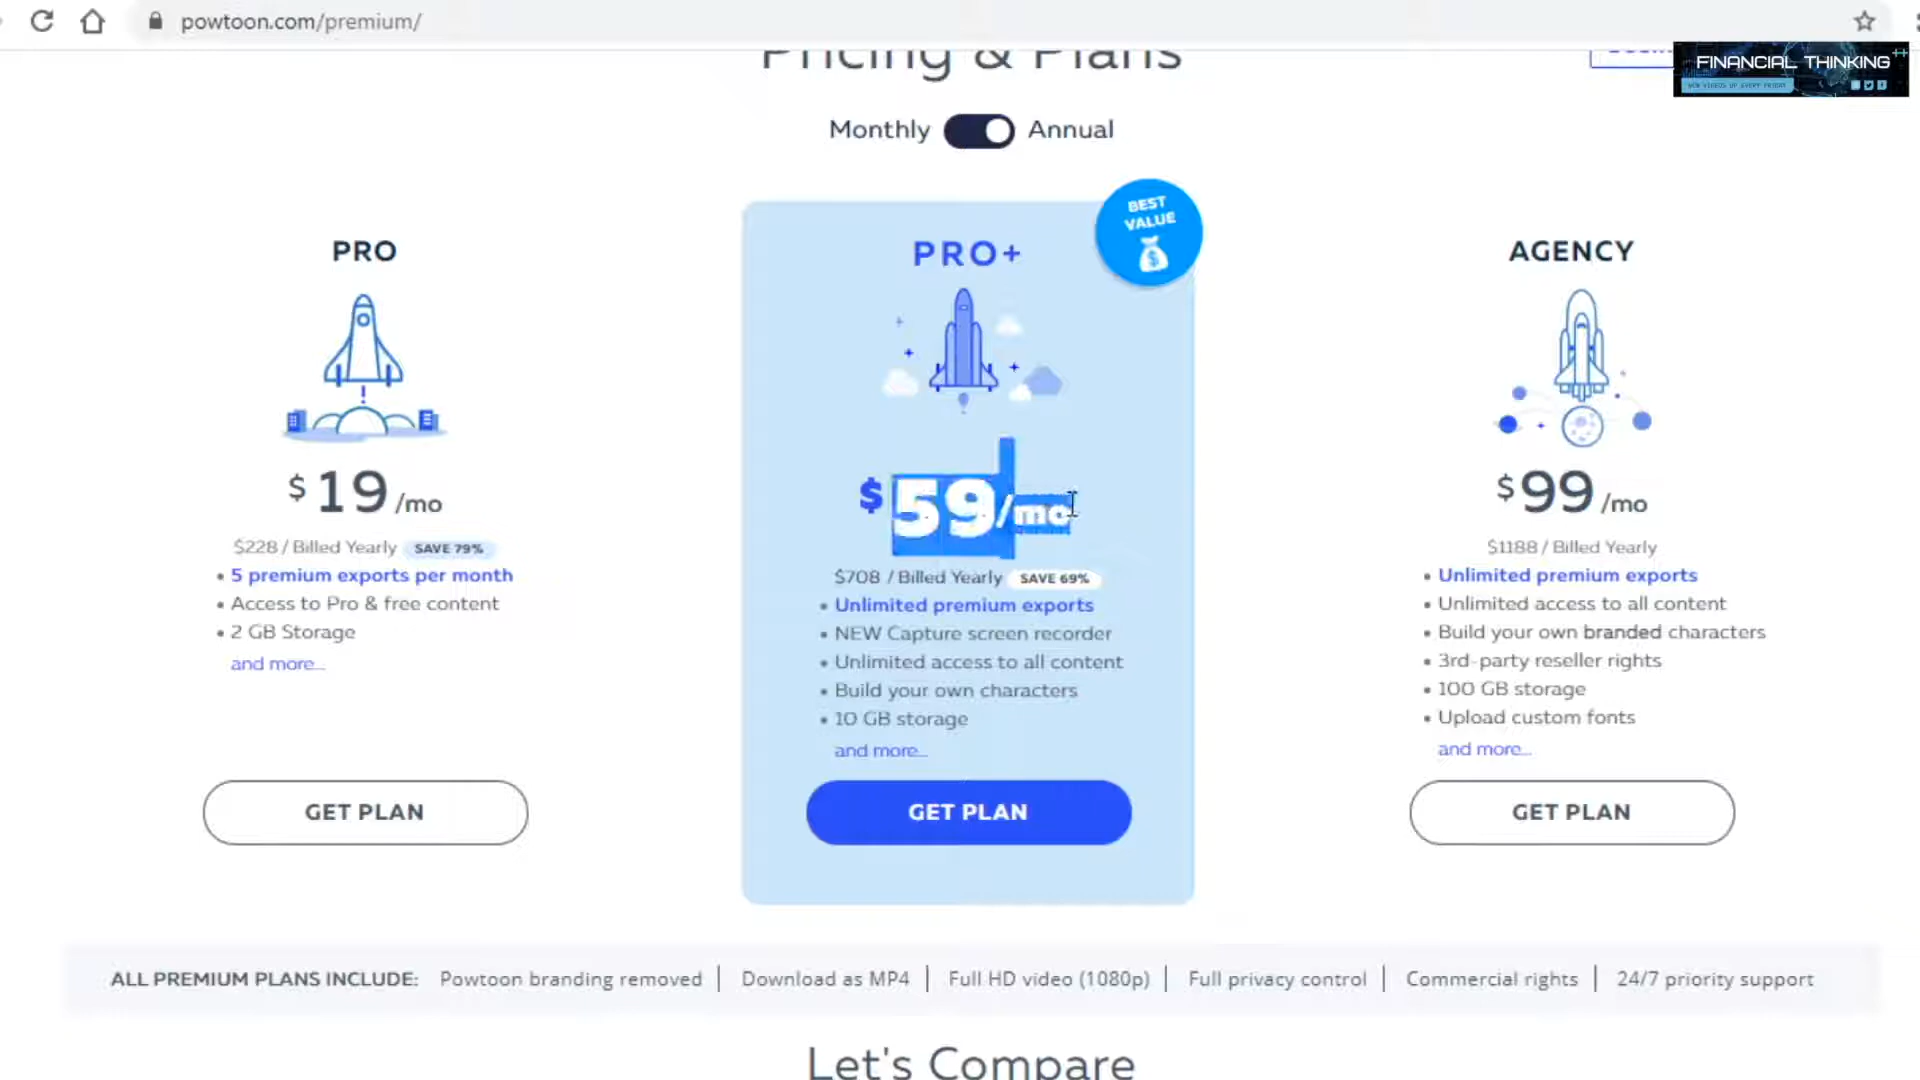 powtoon.com/premium/
Pricing & Plans
FINANCIAL THINKING
Monthly Annual
BEST
VALUE
PRO
$ 19 /mo
$228 / Billed Yearly SAVE 79%
• 5 premium exports per month
• Access to Pro & free content
• 2 GB Storage
and more...
GET PLAN
PRO+
$ 59/mo
$708 / Billed Yearly SAVE 69%
• Unlimited premium exports
• NEW Capture screen recorder
• Unlimited access to all content
• Build your own characters
• 10 GB storage
and more...
GET PLAN
AGENCY
$ 99 /mo
$1188 / Billed Yearly
• Unlimited premium exports
• Unlimited access to all content
• Build your own branded characters
• 3rd-party reseller rights
• 100 GB storage
• Upload custom fonts
and more...
GET PLAN
ALL PREMIUM PLANS INCLUDE: Powtoon branding removed | Download as MP4 | Full HD video (1080p) | Full privacy control | Commercial rights | 24/7 priority support
Let's Compare